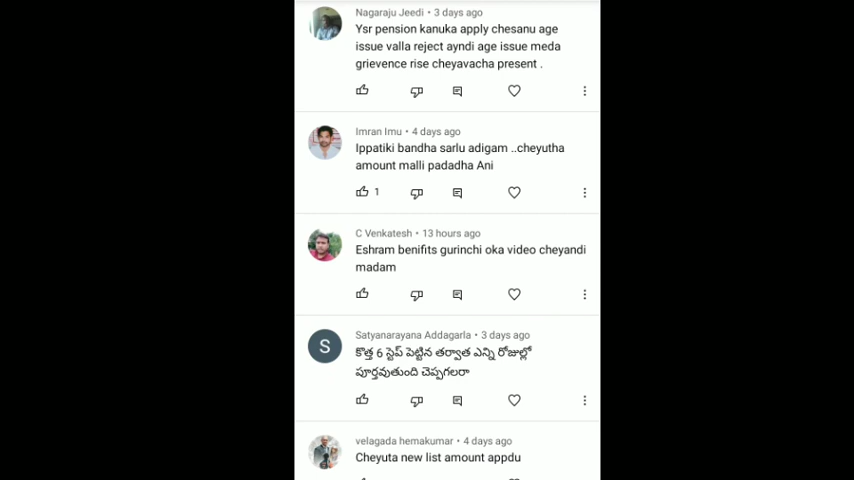 Nagaraju Jeedi • 3 days ago
Ysr pension kanuka apply chesanu age
issue valla reject ayndi age issue meda
grievence rise cheyavacha present .
Imran Imu • 4 days ago
Ippatiki bandha sarlu adigam ..cheyutha
amount malli padadha Ani
1
C Venkatesh • 13 hours ago
Eshram benifits gurinchi oka video cheyandi
madam
S
Satyanarayana Addagarla • 3 days ago
కొత్త 6 స్టెప్ పెట్టిన తర్వాత ఎన్ని రోజుల్లో
పూర్తవుతుంది చెప్పగలరా
velagada hemakumar • 4 days ago
Cheyuta new list amount appdu